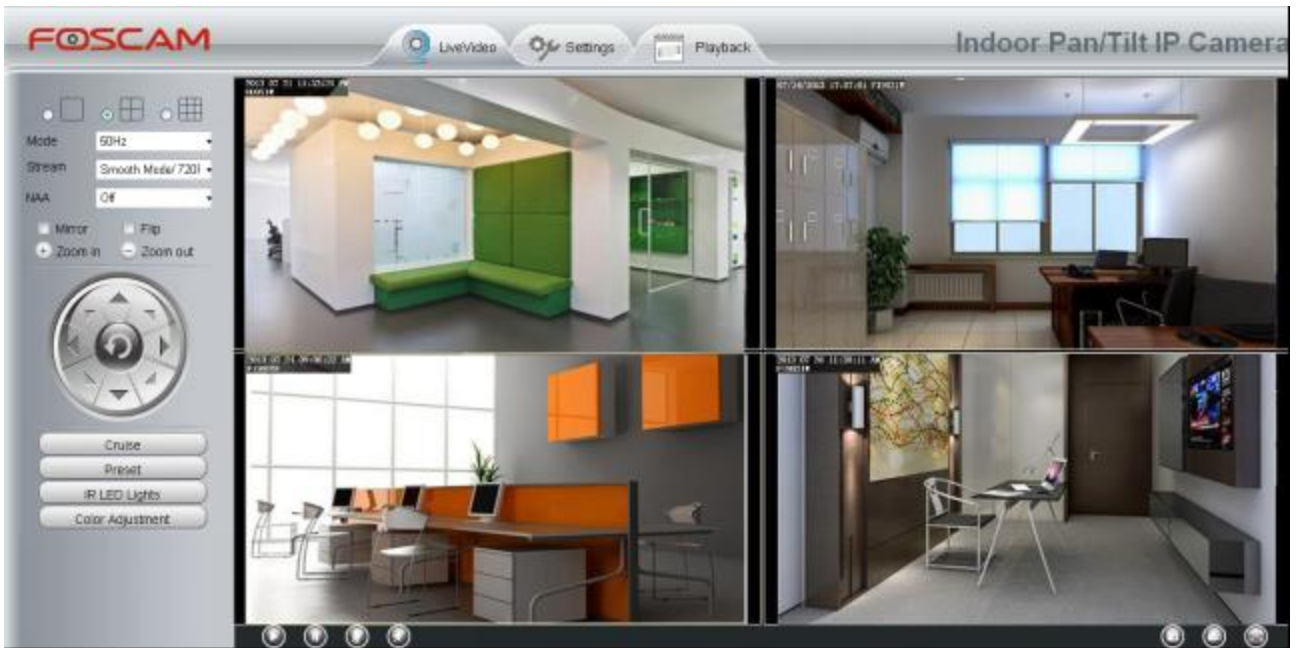 FOSCAM
LiveVideo
Settings
Playback
Indoor Pan/Tilt IP Camera
Mode
50Hz
Stream
Smooth Mode/ 720
NAA
Off
Mirror
Flip
Zoom in
Zoom out
Cruise
Preset
IR LED Lights
Color Adjustment